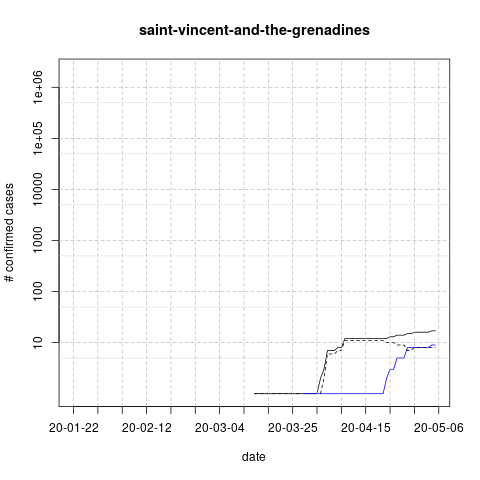 saint-vincent-and-the-grenadines
1e+06
1e+05
10000
1000
100
10
# confirmed cases
20-01-22 20-02-12 20-03-04 20-03-25 20-04-15 20-05-06
date